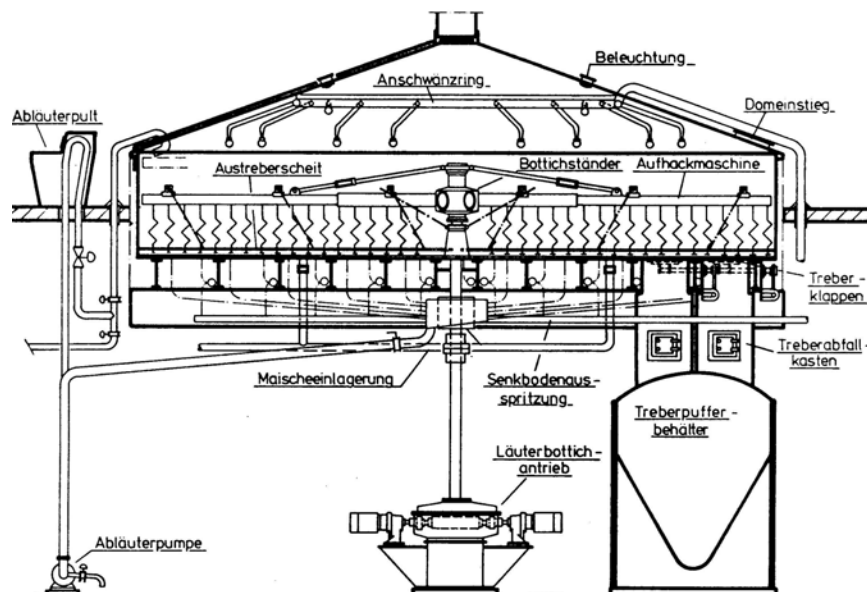 Beleuchtung
Anschwänzring
Abläuterpult
Domeinstieg
Austreberscheit
Bottichständer
Aufhackmaschine
Treber-
klappen
Treberabfall-
kasten
Maischeeinlagerung
Senkbodenaus-
spritzung
Treberpuffer-
behälter
Läuterbottich-
antrieb
Abläuterpumpe